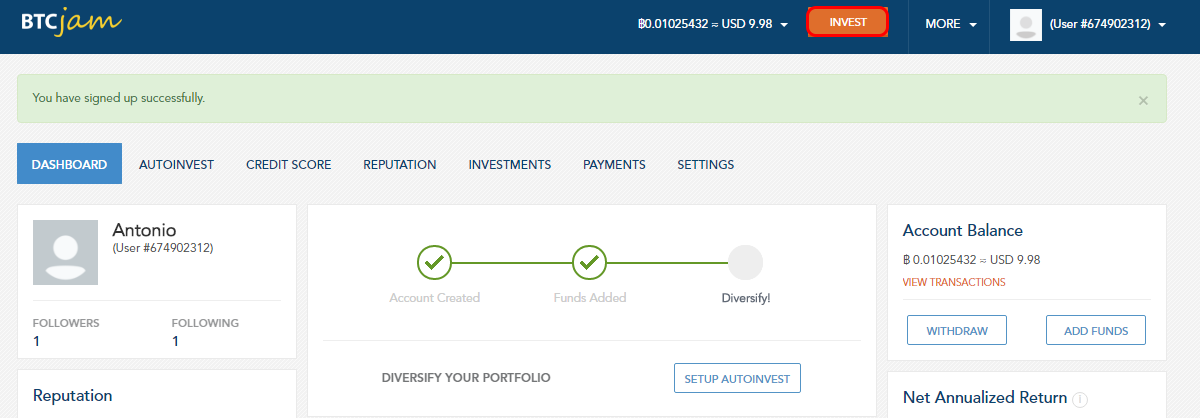 BTCjam
฿0.01025432 ≈ USD 9.98
INVEST
MORE
(User #674902312)
You have signed up successfully.
×
DASHBOARD
AUTOINVEST
CREDIT SCORE
REPUTATION
INVESTMENTS
PAYMENTS
SETTINGS
Antonio
(User #674902312)
FOLLOWERS
1
FOLLOWING
1
Reputation
Account Created
Funds Added
Diversify!
DIVERSIFY YOUR PORTFOLIO
SETUP AUTOINVEST
Account Balance
฿ 0.01025432 ≈ USD 9.98
VIEW TRANSACTIONS
WITHDRAW
ADD FUNDS
Net Annualized Return